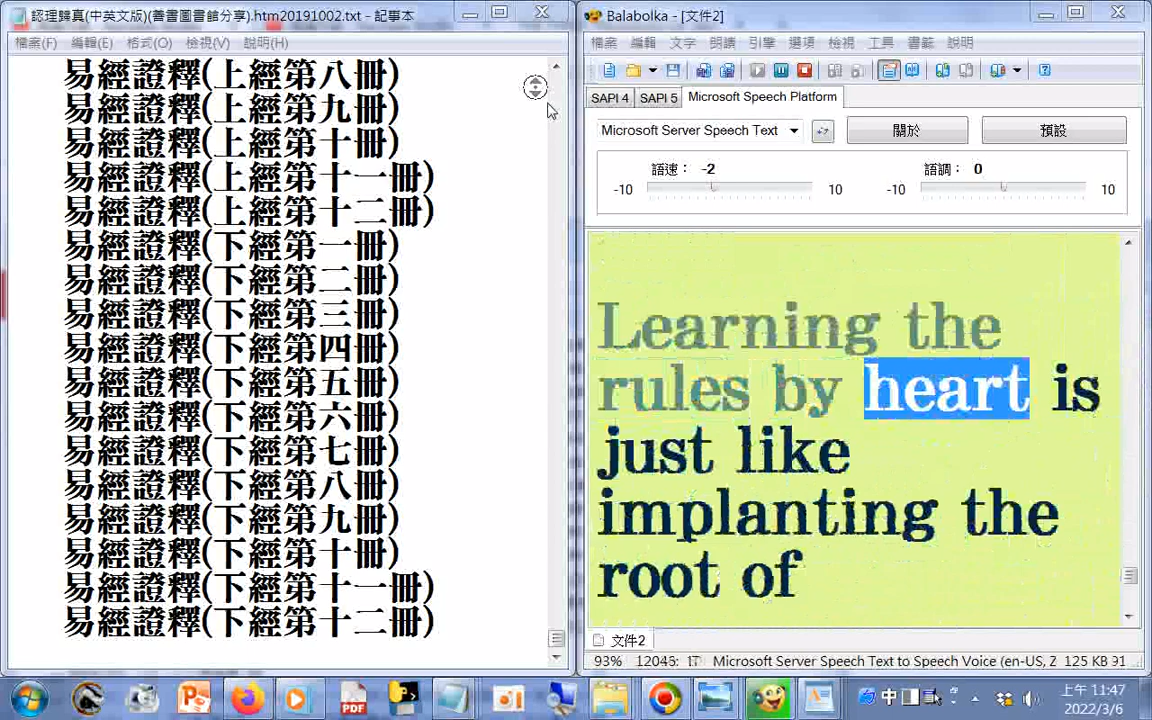 認理歸真(中英文版)(善書圖書館分享).htm20191002.txt - 記事本
檔案(F) 編輯(E) 格式(O) 檢視(V) 說明(H)
易經證釋(上經第八冊)
易經證釋(上經第九冊)
易經證釋(上經第十冊)
易經證釋(上經第十一冊)
易經證釋(上經第十二冊)
易經證釋(下經第一冊)
易經證釋(下經第二冊)
易經證釋(下經第三冊)
易經證釋(下經第四冊)
易經證釋(下經第五冊)
易經證釋(下經第六冊)
易經證釋(下經第七冊)
易經證釋(下經第八冊)
易經證釋(下經第九冊)
易經證釋(下經第十冊)
易經證釋(下經第十一冊)
易經證釋(下經第十二冊)
Balabolka - [文件2]
檔案 編輯 文字 朗讀 引擎 選項 檢視 工具 書籤 說明
SAPI 4 SAPI 5 Microsoft Speech Platform
Microsoft Server Speech Text 關於 預設
語速： -2 語調： 0
-10 10 -10 10
Learning the
rules by heart is
just like
implanting the
root of
文件2
93% Microsoft Server Speech Text to Speech Voice (en-US, Z 125 KB
中
上午 11:47
2022/3/6